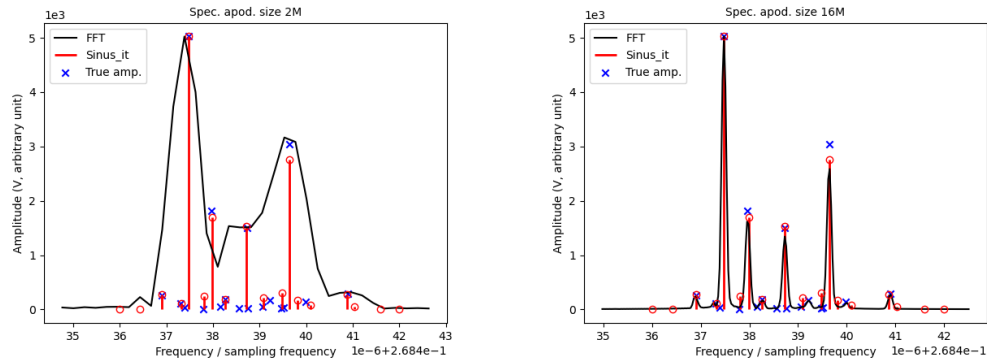 Spec. apod. size 2M
1e3
FFT
Sinus_it
True amp.
5
4
3
2
1
0
Amplitude (V, arbitrary unit)
35 36 37 38 39 40 41 42 43
Frequency / sampling frequency
1e-6+2.684e-1
Spec. apod. size 16M
1e3
FFT
Sinus_it
True amp.
5
4
3
2
1
0
Amplitude (V, arbitrary unit)
35 36 37 38 39 40 41 42
Frequency / sampling frequency
1e-6+2.684e-1